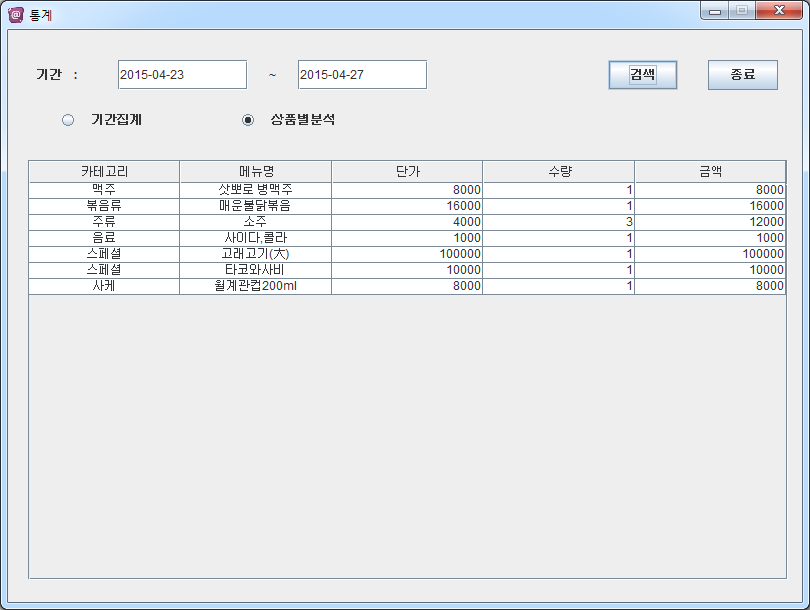 통계
기간 : 2015-04-23 ~ 2015-04-27 검색 종료
기간집계 상품별분석
카테고리 메뉴명 단가 수량 금액
맥주 삿뽀로 병맥주 8000 1 8000
볶음류 매운불닭볶음 16000 1 16000
주류 소주 4000 3 12000
음료 사이다,콜라 1000 1 1000
스페셜 고래고기(大) 100000 1 100000
스페셜 타코와사비 10000 1 10000
사케 월계관컵200ml 8000 1 8000